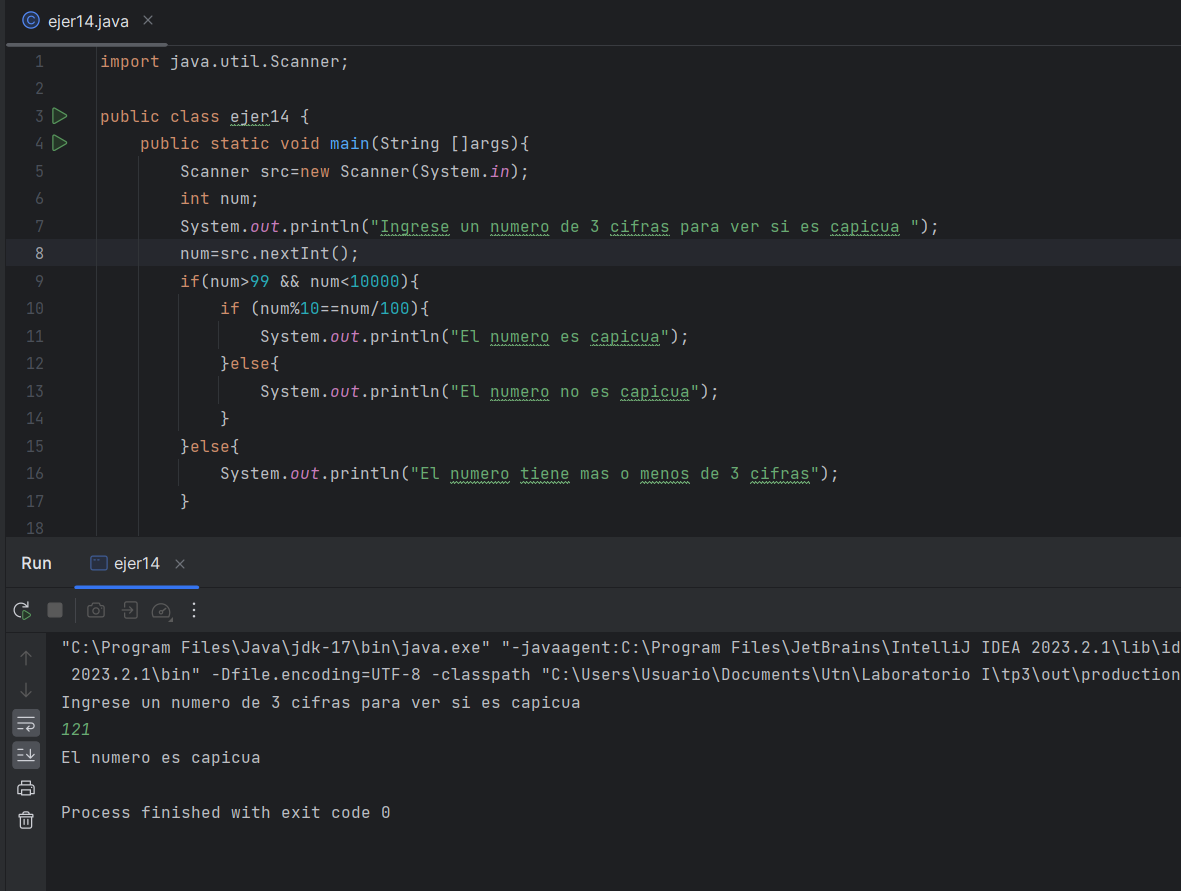 ejer14.java
1 import java.util.Scanner;
2
3 public class ejer14 {
4 public static void main(String []args){
5 Scanner src=new Scanner(System.in);
6 int num;
7 System.out.println("Ingrese un numero de 3 cifras para ver si es capicua ");
8 num=src.nextInt();
9 if(num>99 && num<10000){
10 if (num%10==num/100){
11 System.out.println("El numero es capicua");
12 }else{
13 System.out.println("El numero no es capicua");
14 }
15 }else{
16 System.out.println("El numero tiene mas o menos de 3 cifras");
17 }
18
Run ejer14
"C:\Program Files\Java\jdk-17\bin\java.exe" "-javaagent:C:\Program Files\JetBrains\IntelliJ IDEA 2023.2.1\lib\id
2023.2.1\bin" -Dfile.encoding=UTF-8 -classpath "C:\Users\Usuario\Documents\Utn\Laboratorio I\tp3\out\production
Ingrese un numero de 3 cifras para ver si es capicua
121
El numero es capicua
Process finished with exit code 0